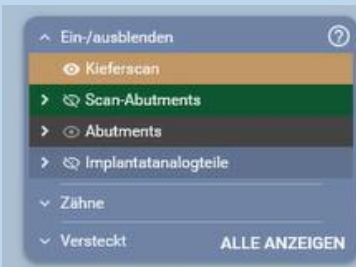 Ein-/ausblenden
Kieferscan
Scan-Abutments
Abutments
Implantatanalogteile
Zähne
Versteckt ALLE ANZEIGEN